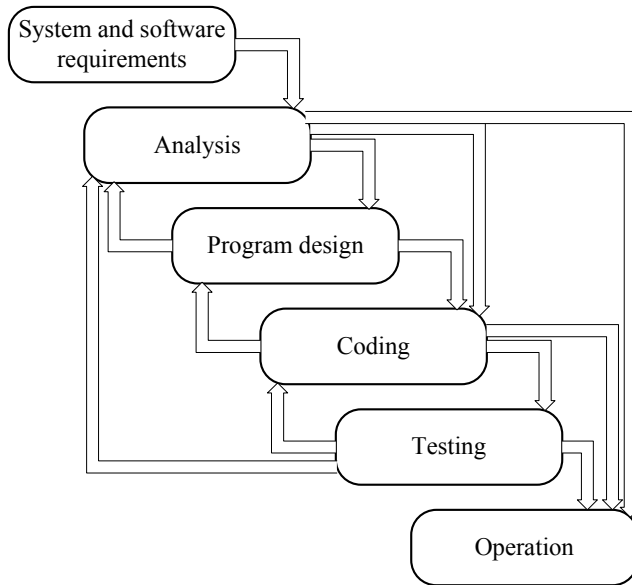 System and software
requirements
Analysis
Program design
Coding
Testing
Operation